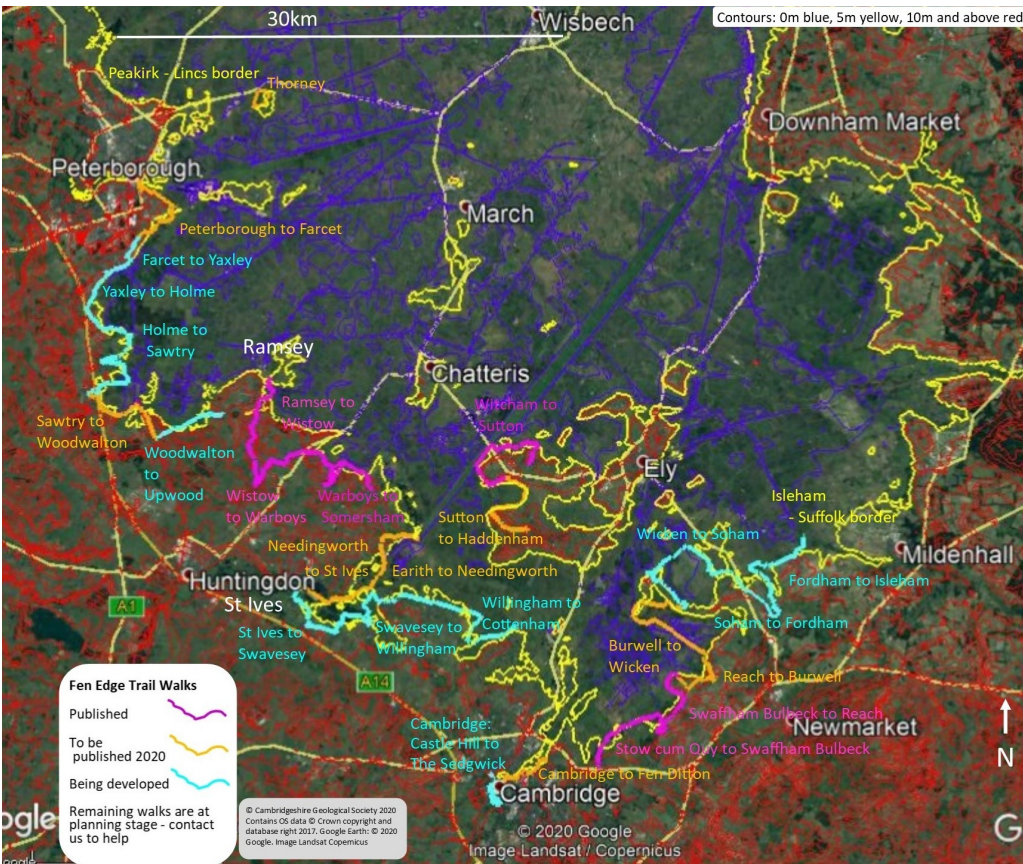 30km
Wisbech
Contours: 0m blue, 5m yellow, 10m and above red
Peakirk - Lincs border
Thorney
Downham Market
Peterborough
March
Peterborough to Farcet
Farcet to Yaxley
Yaxley to Holme
Holme to
Sawtry
Ramsey
Chatteris
Ramsey to
Wistow
Witcham to
Sutton
Sawtry to
Woodwalton
Woodwalton
to
Upwood
Ely
Wistow
to Warboys
Warboys to
Somersham
Isleham
- Suffolk border
Sutton
to Haddenham
Wicken to Soham
Needingworth
to St Ives
Earith to Needingworth
Mildenhall
Huntingdon
Fordham to Isleham
A1
St Ives
Willingham to
Cottenham
St Ives to
Swavesey
Swavesey to
Willingham
Soham to Fordham
Burwell to
Wicken
Reach to Burwell
A14
Swaffham Bulbeck to Reach
Newmarket
Cambridge:
Castle Hill to
The Sedgwick
Stow cum Quy to Swaffham Bulbeck
N
Cambridge to Fen Ditton
Cambridge
Fen Edge Trail Walks
Published
To be
published 2020
Being developed
Remaining walks are at
planning stage - contact
us to help
© Cambridgeshire Geological Society 2020
Contains OS data © Crown copyright and
database right 2017. Google Earth: © 2020
Google. Image Landsat Copernicus
© 2020 Google
Image Landsat / Copernicus
ogle
G
oogle